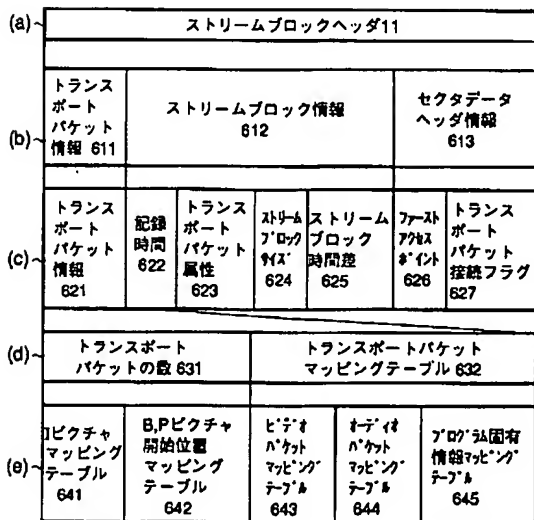 (a)
ストリームブロックヘッダ11
(b)
トランス
ポート
パケット
情報 611
ストリームブロック情報
612
セクタデータ
ヘッダ情報
613
(c)
トランス
ポート
パケット
情報
621
記録
時間
622
トランス
ポート
パケット
属性
623
ストリーム
ブロック
サイズ
624
ストリーム
ブロック
時間差
625
ファースト
アクセス
ポイント
626
トランス
ポート
パケット
接続フラグ
627
(d)
トランスポート
パケットの数 631
トランスポートパケット
マッピングテーブル 632
(e)
Iピクチャ
マッピング
テーブル
641
B,Pピクチャ
開始位置
マッピング
テーブル
642
ビデオ
パケット
マッピング
テーブル
643
オーディオ
パケット
マッピング
テーブル
644
プログラム固有
情報マッピング
テーブル
645